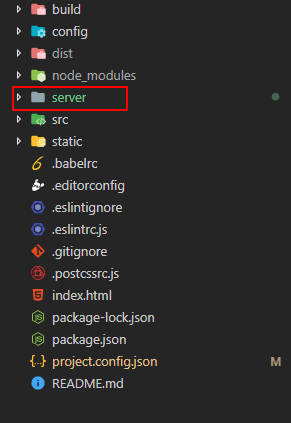 build
config
dist
node_modules
server
src
static
.babelrc
.editorconfig
.eslintignore
.eslintrc.js
.gitignore
.postcssrc.js
index.html
package-lock.json
package.json
project.config.json M
README.md